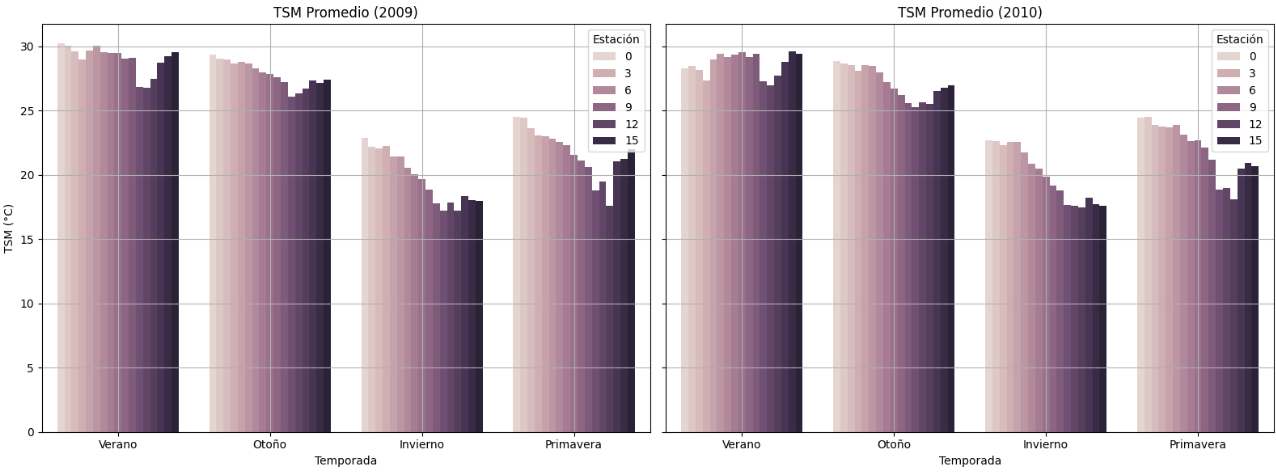 TSM Promedio (2009)
TSM (°C)
30
25
20
15
10
5
0
Estación
0
3
6
9
12
15
Verano
Otoño
Invierno
Primavera
Temporada
TSM Promedio (2010)
Estación
0
3
6
9
12
15
Verano
Otoño
Invierno
Primavera
Temporada